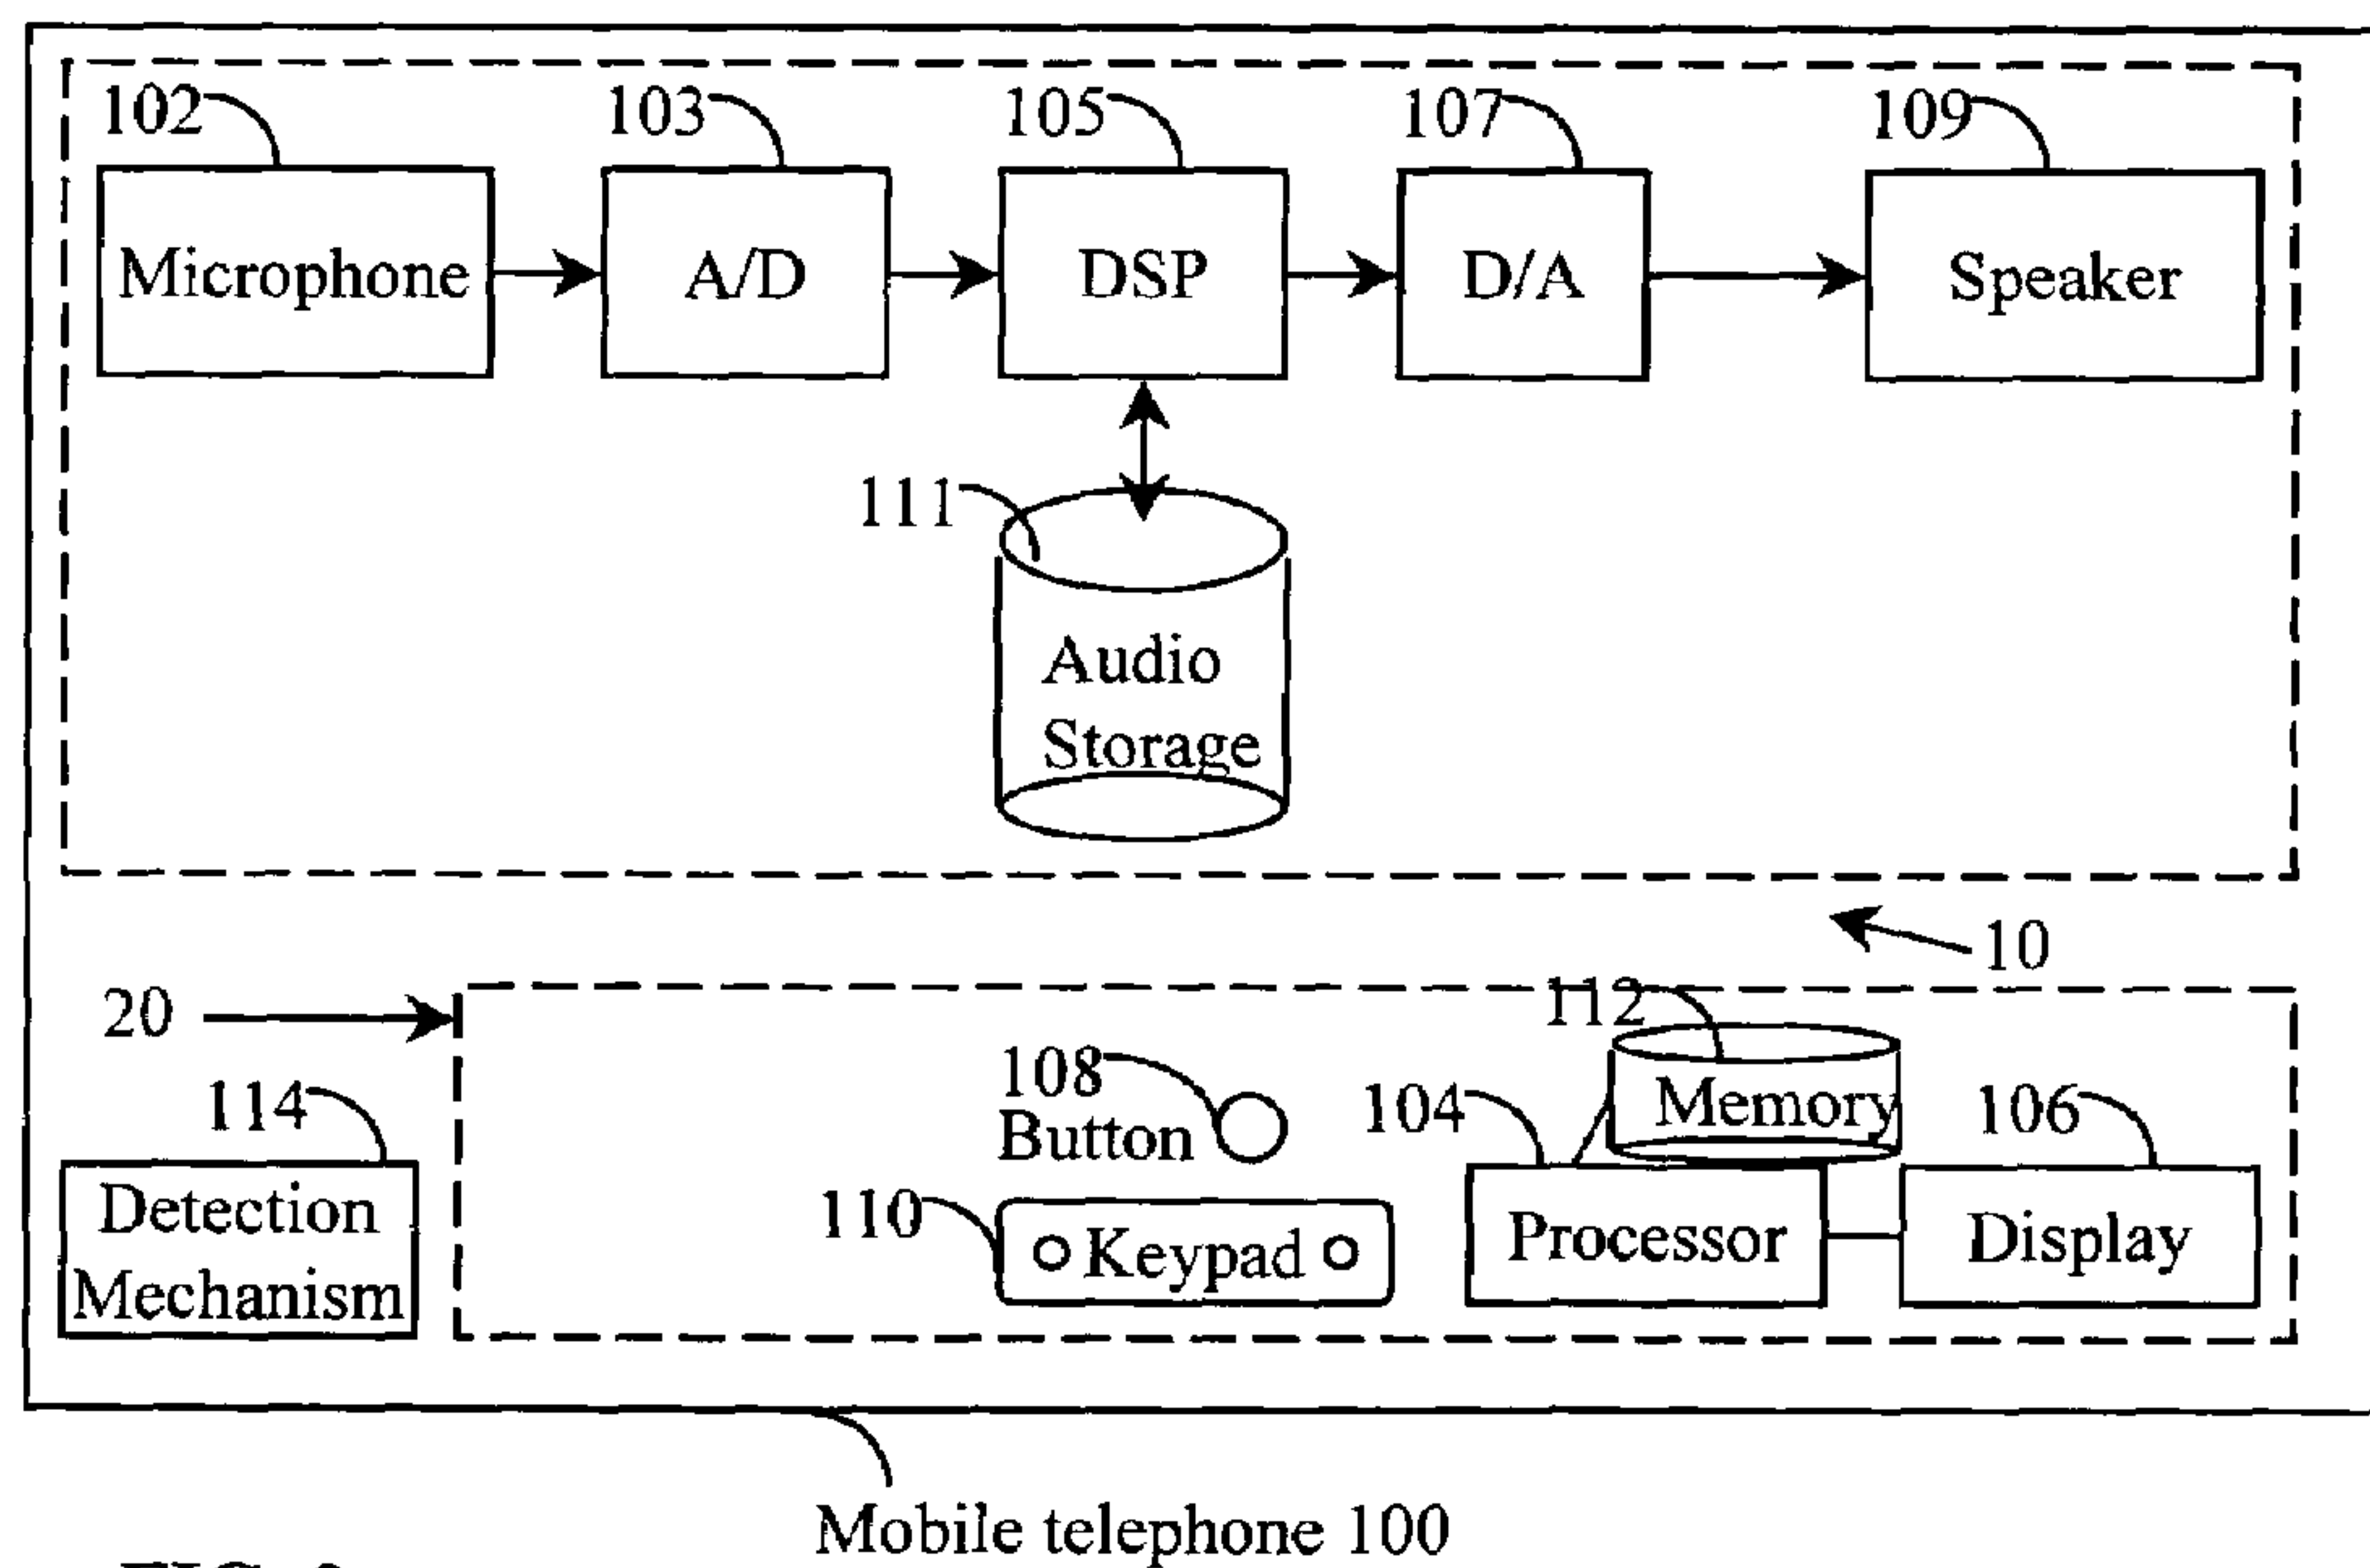 102 103 105 107 109
Microphone A/D DSP D/A Speaker
111
Audio
Storage
10
20
112
108
114 104 Memory 106
Button
Detection
Mechanism
110
Keypad Processor Display
Mobile telephone 100